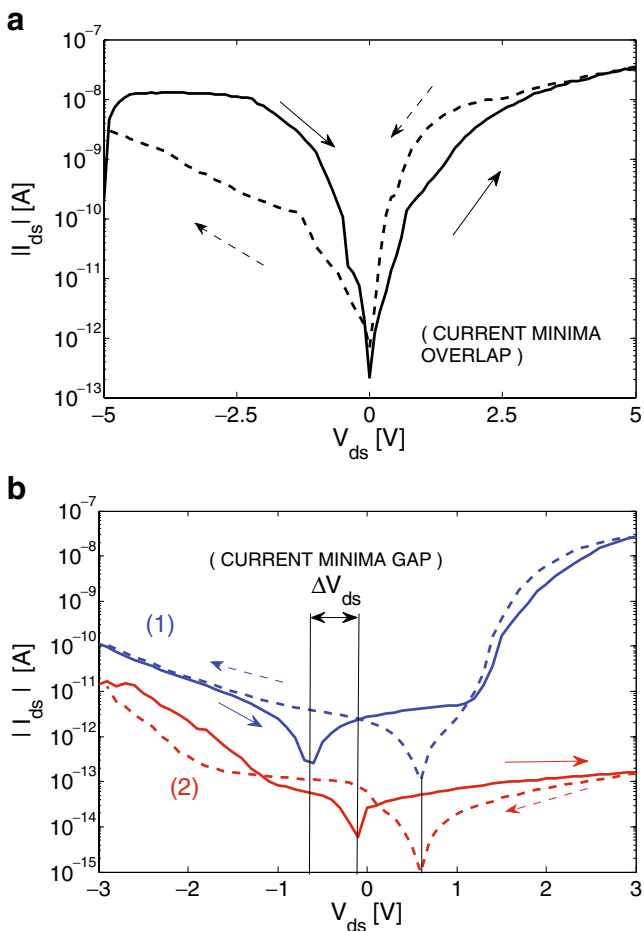 a
10⁻⁷
10⁻⁸
10⁻⁹
10⁻¹⁰
10⁻¹¹
10⁻¹²
10⁻¹³
|I_ds| [A]
( CURRENT MINIMA
OVERLAP )
−5 −2.5 0 2.5 5
V_ds [V]
b
10⁻⁷
10⁻⁸
10⁻⁹
10⁻¹⁰
10⁻¹¹
10⁻¹²
10⁻¹³
10⁻¹⁴
10⁻¹⁵
| I_ds | [A]
( CURRENT MINIMA GAP )
ΔV_ds
(1)
(2)
−3 −2 −1 0 1 2 3
V_ds [V]